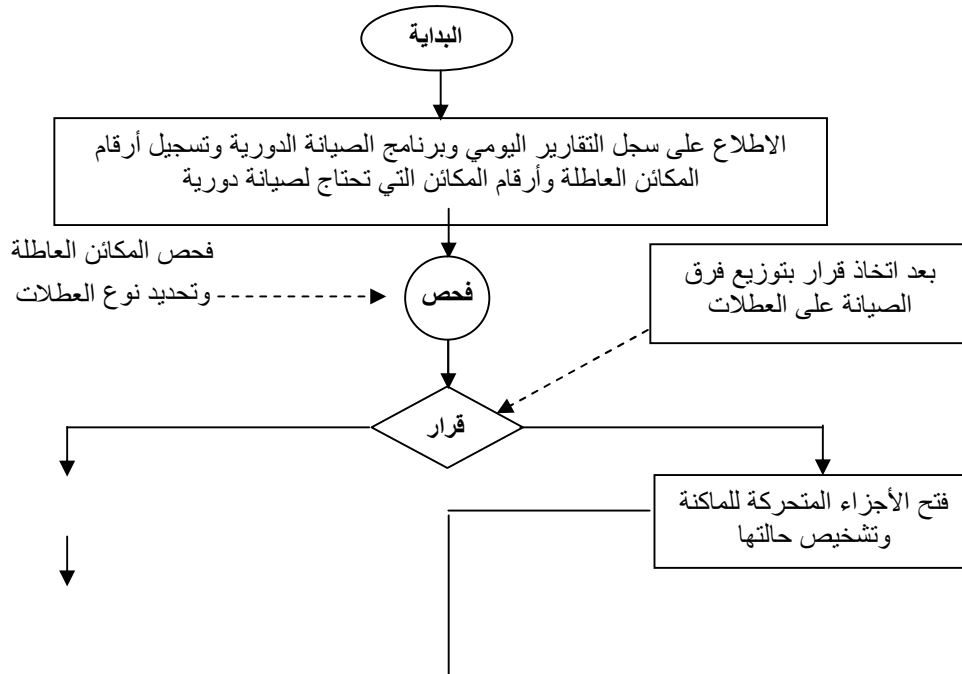 البداية
الاطلاع على سجل التقارير اليومي وبرنامج الصيانة الدورية وتسجيل أرقام
المكائن العاطلة وأرقام المكائن التي تحتاج لصيانة دورية
فحص المكائن العاطلة
وتحديد نوع العطلات
فحص
بعد اتخاذ قرار بتوزيع فرق
الصيانة على العطلات
قرار
فتح الأجزاء المتحركة للماكنة
وتشخيص حالتها